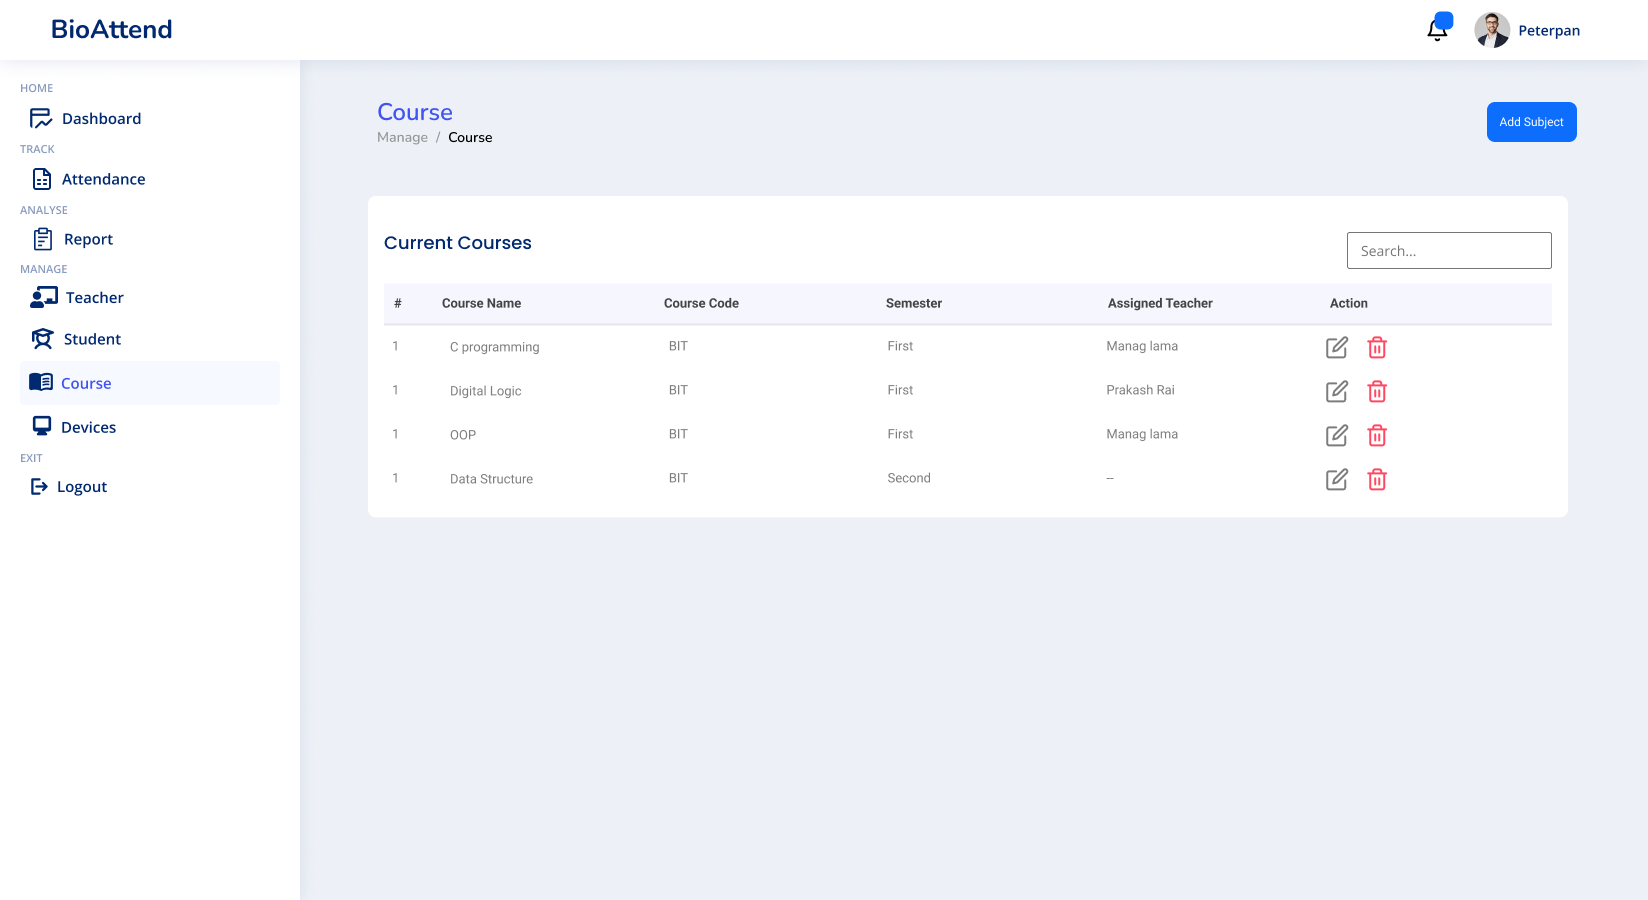 BioAttend
Peterpan
HOME
Dashboard
TRACK
Attendance
ANALYSE
Report
MANAGE
Teacher
Student
Course
Devices
EXIT
Logout
Course
Manage / Course
Add Subject
Current Courses
Search...
# Course Name Course Code Semester Assigned Teacher Action
1 C programming BIT First Manag lama
1 Digital Logic BIT First Prakash Rai
1 OOP BIT First Manag lama
1 Data Structure BIT Second --